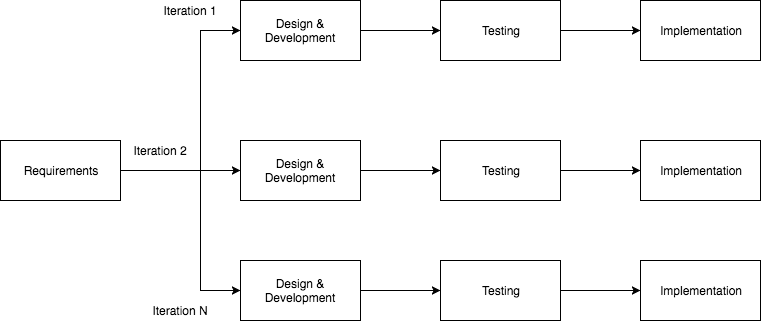 Iteration 1
Design &
Development
Testing
Implementation
Requirements
Iteration 2
Design &
Development
Testing
Implementation
Design &
Development
Testing
Implementation
Iteration N